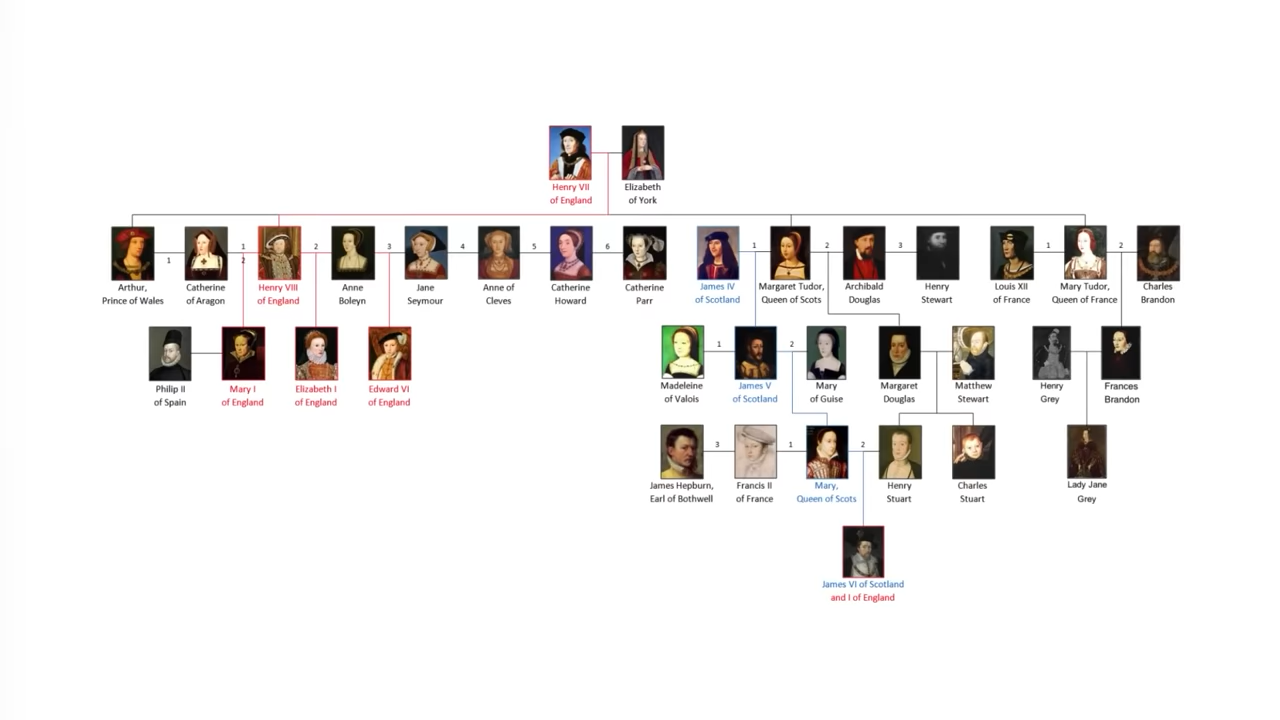 Henry VII
of England
Elizabeth
of York
1
2
2
3
4
5
6
1
2
3
1
2
1
Arthur,
Prince of Wales
Catherine
of Aragon
Henry VIII
of England
Anne
Boleyn
Jane
Seymour
Anne of
Cleves
Catherine
Howard
Catherine
Parr
James IV
of Scotland
Margaret Tudor,
Queen of Scots
Archibald
Douglas
Henry
Stewart
Louis XII
of France
Mary Tudor,
Queen of France
Charles
Brandon
1
2
Philip II
of Spain
Mary I
of England
Elizabeth I
of England
Edward VI
of England
Madeleine
of Valois
James V
of Scotland
Mary
of Guise
Margaret
Douglas
Matthew
Stewart
Henry
Grey
Frances
Brandon
3
1
2
James Hepburn,
Earl of Bothwell
Francis II
of France
Mary,
Queen of Scots
Henry
Stuart
Charles
Stuart
Lady Jane
Grey
James VI of Scotland
and I of England